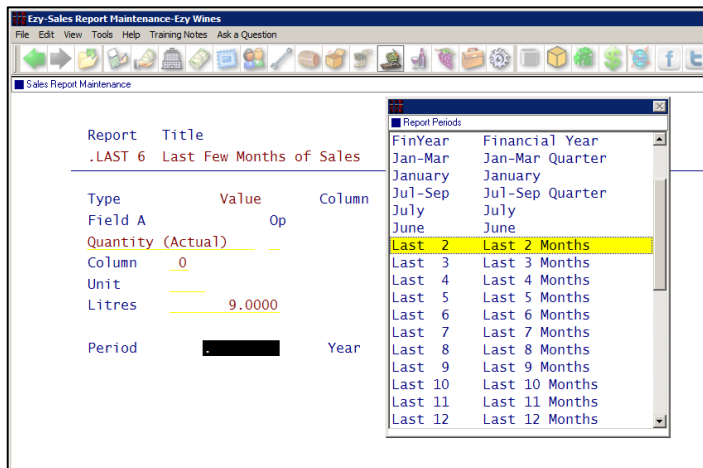 Ezy-Sales Report Maintenance-Ezy Wines
File Edit View Tools Help Training Notes Ask a Question
Sales Report Maintenance
Report Title
.LAST 6 Last Few Months of Sales
Type Value Column
Field A Op
Quantity (Actual)
Column 0
Unit
Litres 9.0000
Period . Year
Report Periods
FinYear Financial Year
Jan-Mar Jan-Mar Quarter
January January
Jul-Sep Jul-Sep Quarter
July July
June June
Last 2 Last 2 Months
Last 3 Last 3 Months
Last 4 Last 4 Months
Last 5 Last 5 Months
Last 6 Last 6 Months
Last 7 Last 7 Months
Last 8 Last 8 Months
Last 9 Last 9 Months
Last 10 Last 10 Months
Last 11 Last 11 Months
Last 12 Last 12 Months